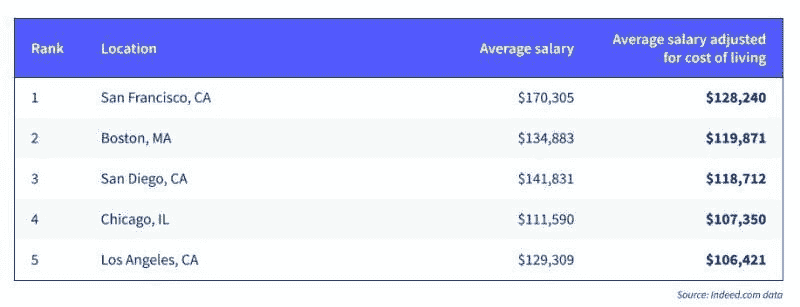 Rank Location Average salary Average salary adjusted
for cost of living
1 San Francisco, CA $170,305 $128,240
2 Boston, MA $134,883 $119,871
3 San Diego, CA $141,831 $118,712
4 Chicago, IL $111,590 $107,350
5 Los Angeles, CA $129,309 $106,421
Source: Indeed.com data